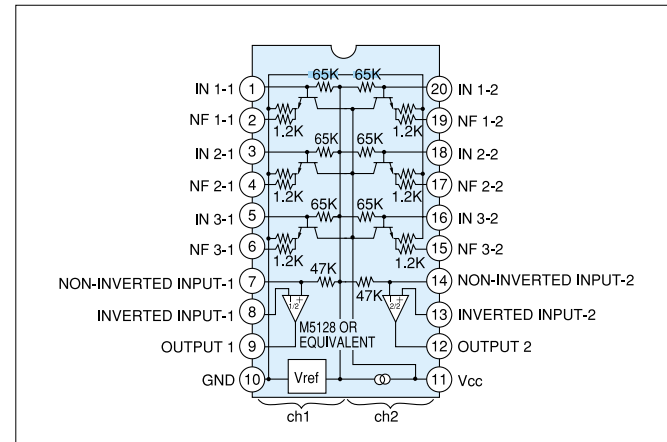 65K 65K
IN 1-1 1 20 IN 1-2
NF 1-1 2 1.2K 1.2K 19 NF 1-2
IN 2-1 3 65K 65K 18 IN 2-2
NF 2-1 4 1.2K 1.2K 17 NF 2-2
IN 3-1 5 65K 65K 16 IN 3-2
NF 3-1 6 15 NF 3-2
1.2K 1.2K
47K
NON-INVERTED INPUT-1 7 14 NON-INVERTED INPUT-2
47K
INVERTED INPUT-1 8 1/2 - + 2/2 - + 13 INVERTED INPUT-2
M5128 OR
EQUIVALENT
OUTPUT 1 9 12 OUTPUT 2
GND 10 Vref 11 Vcc
ch1 ch2